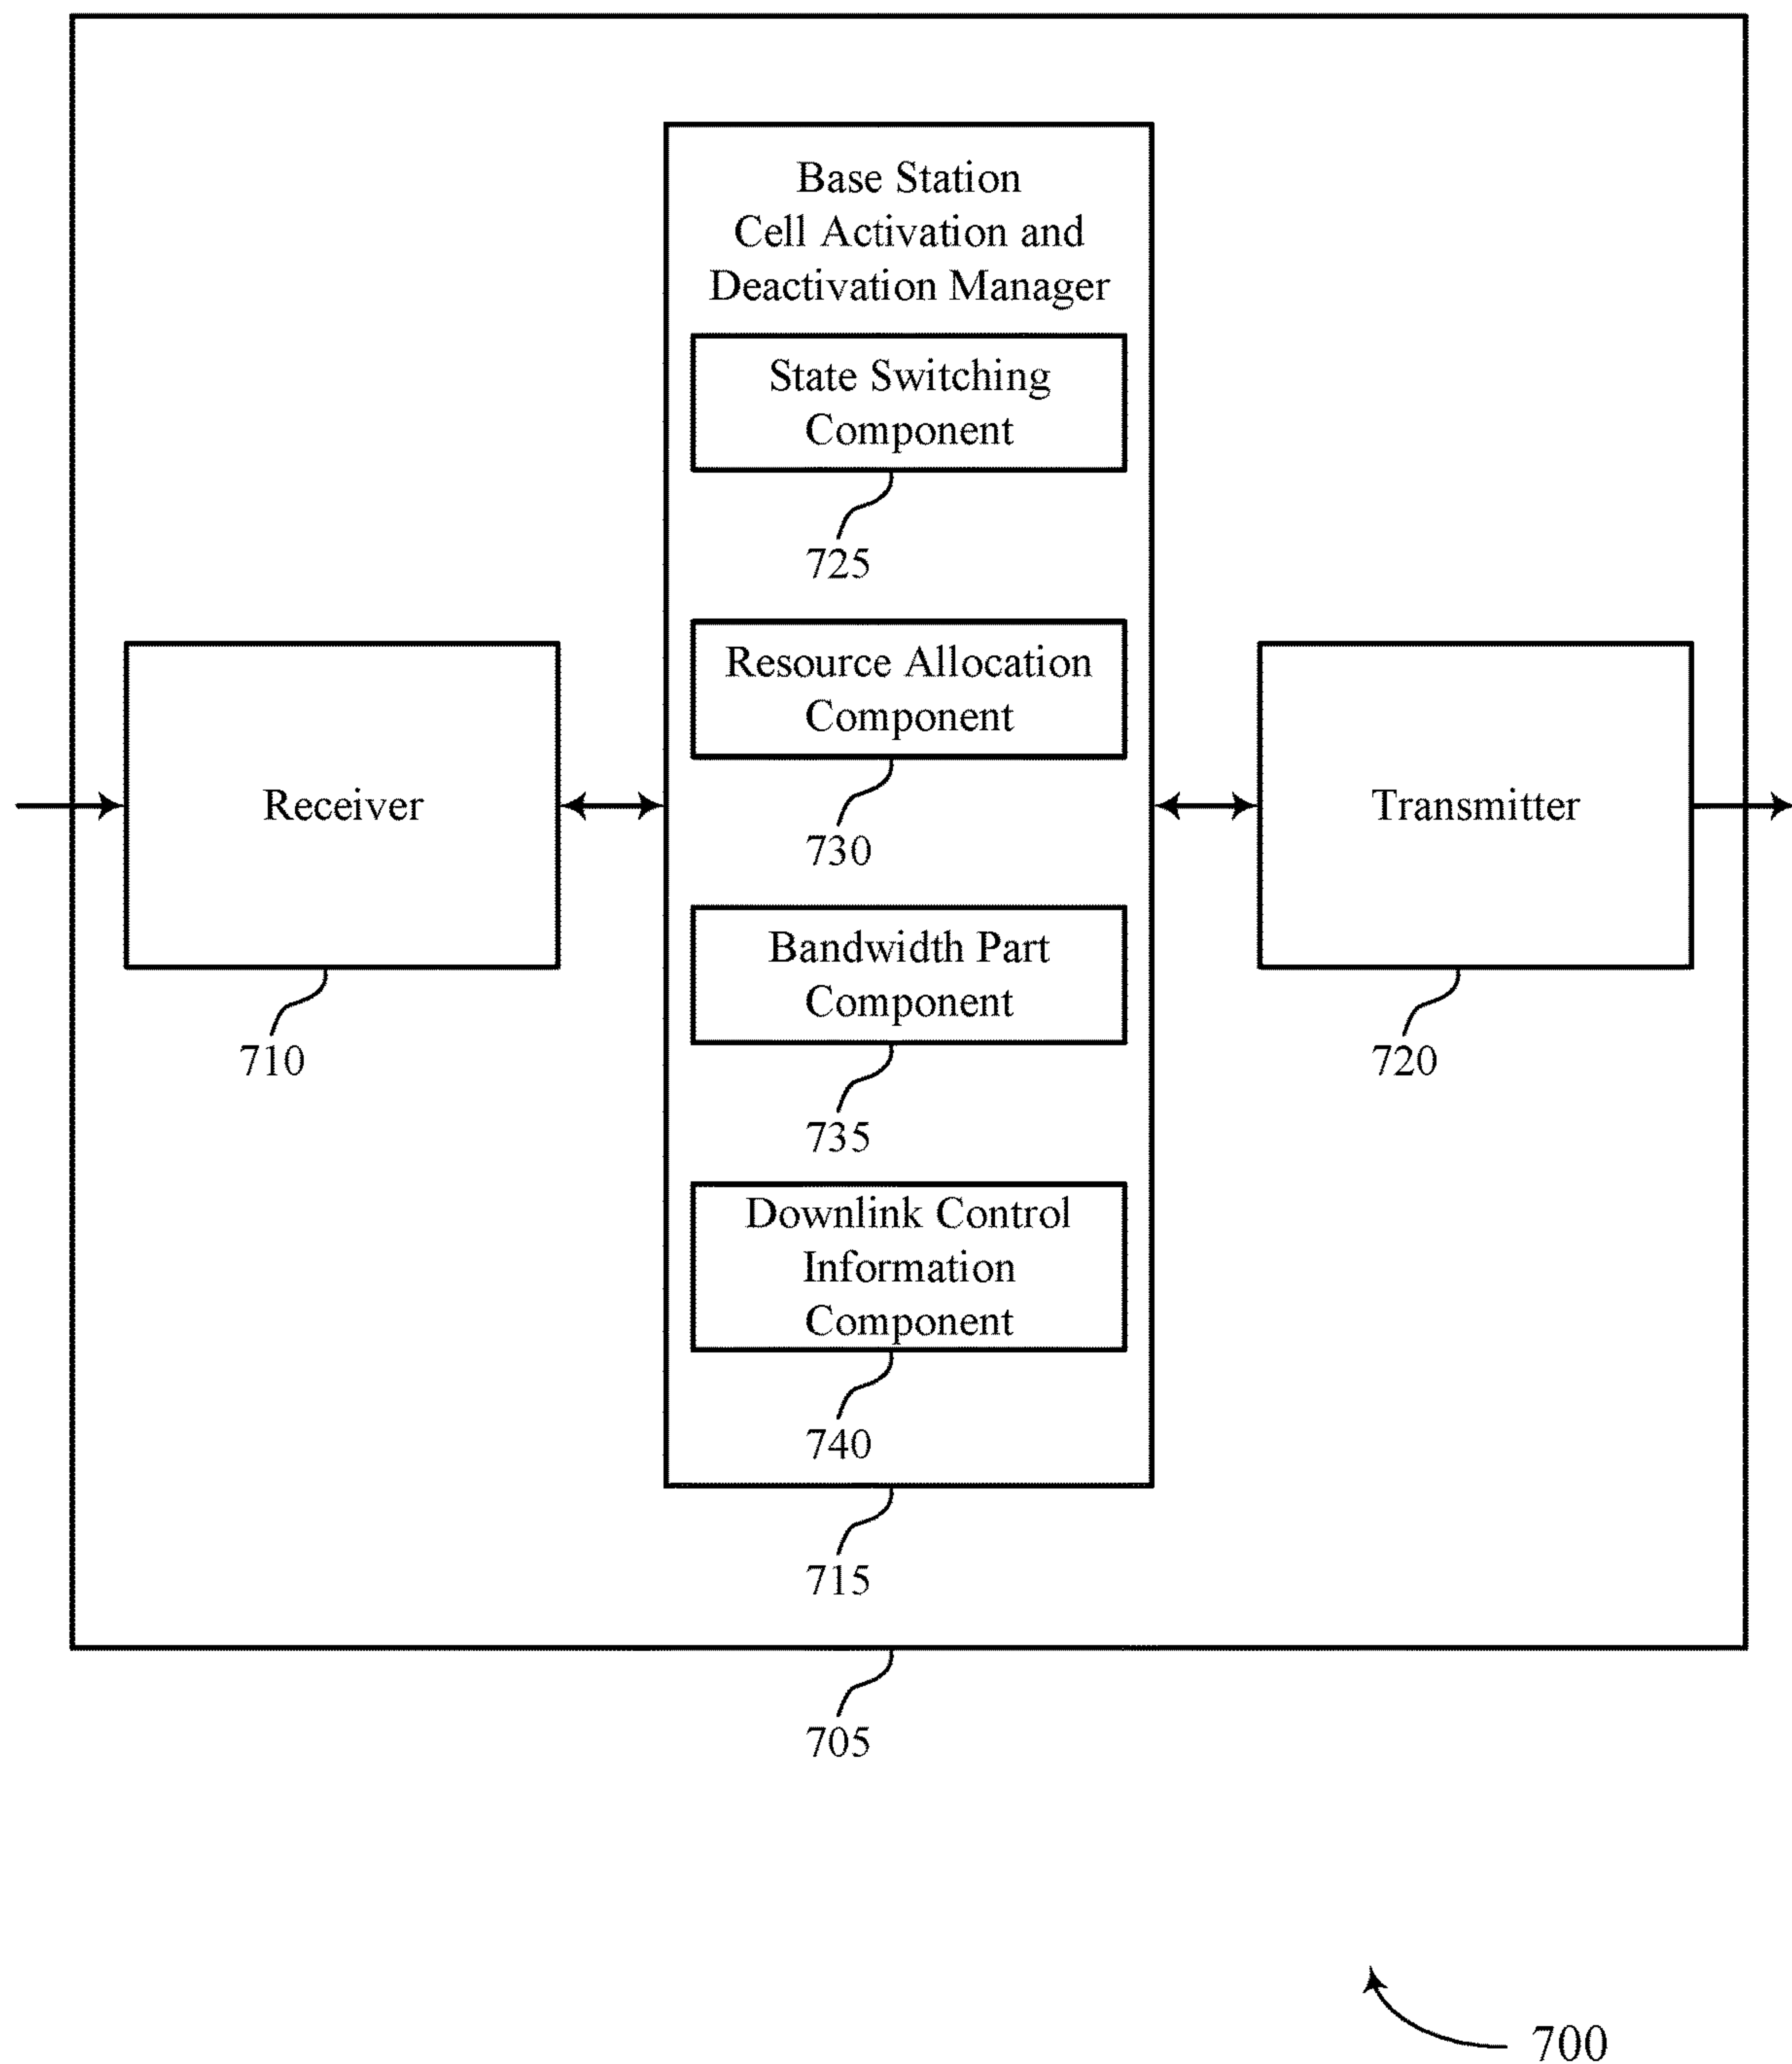 Base Station
Cell Activation and
Deactivation Manager
State Switching
Component
725
Resource Allocation
Component
730
Receiver
710
Transmitter
720
Bandwidth Part
Component
735
Downlink Control
Information
Component
740
715
705
700